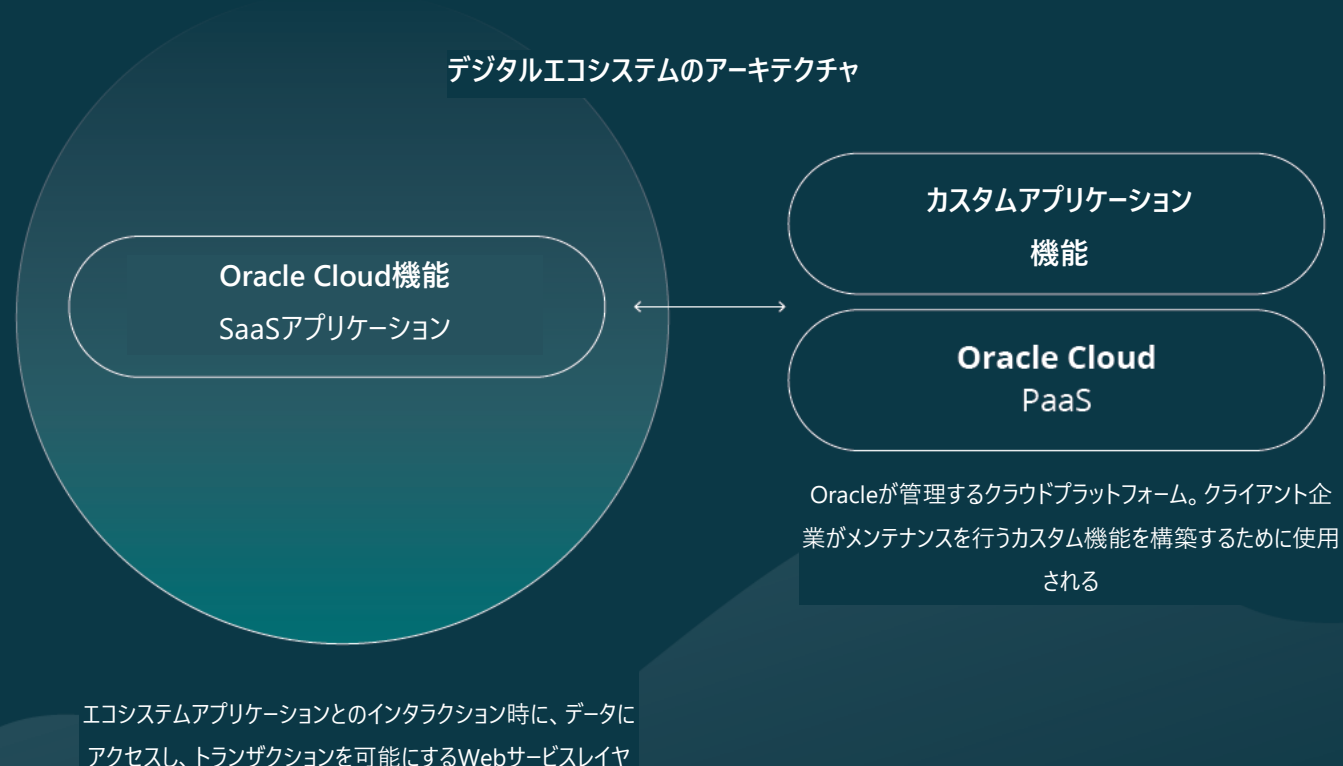 デジタルエコシステムのアーキテクチャ
Oracle Cloud機能
SaaSアプリケーション
カスタムアプリケーション
機能
Oracle Cloud
PaaS
Oracleが管理するクラウドプラットフォーム。クライアント企
業がメンテナンスを行うカスタム機能を構築するために使用
される
エコシステムアプリケーションとのインタラクション時に、データに
アクセスし、トランザクションを可能にするWebサービスレイヤ